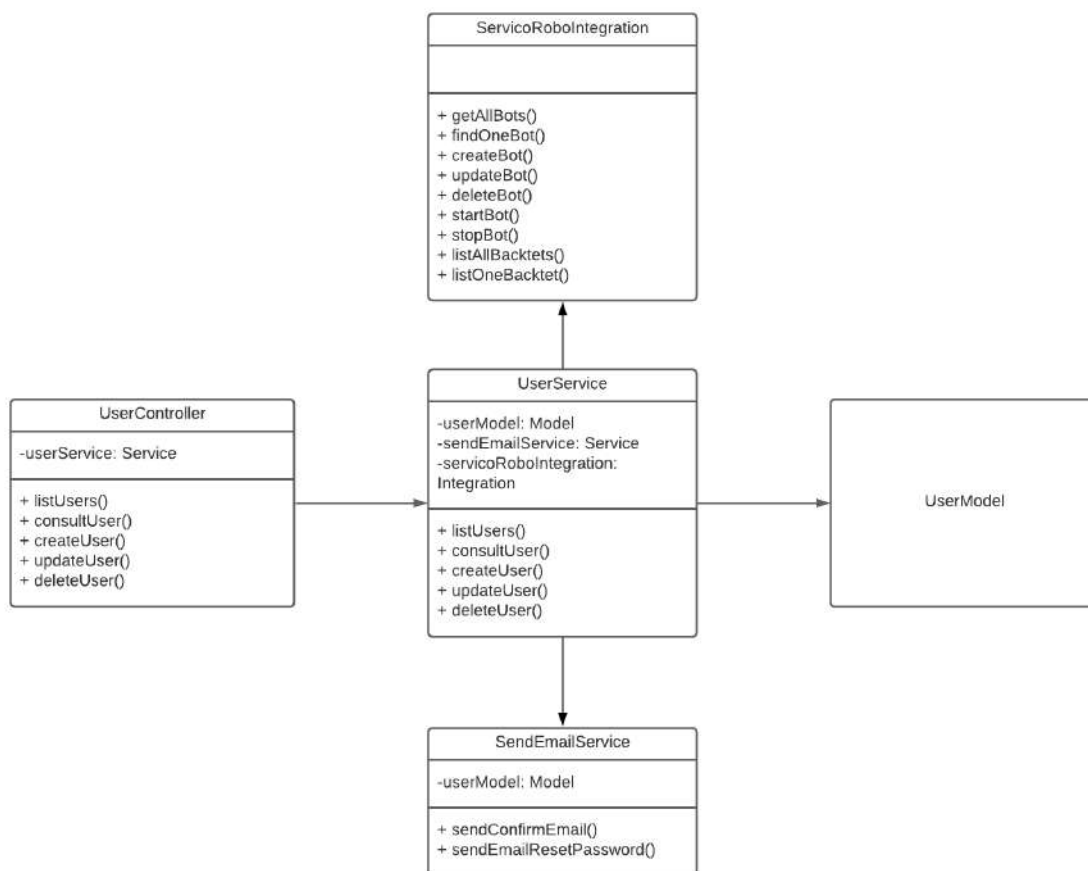 ServicoRoboIntegration
+ getAllBots()
+ findOneBot()
+ createBot()
+ updateBot()
+ deleteBot()
+ startBot()
+ stopBot()
+ listAllBacktets()
+ listOneBacktet()
UserController
-userService: Service
+ listUsers()
+ consultUser()
+ createUser()
+ updateUser()
+ deleteUser()
UserService
-userModel: Model
-sendEmailService: Service
-servicoRoboIntegration:
Integration
+ listUsers()
+ consultUser()
+ createUser()
+ updateUser()
+ deleteUser()
UserModel
SendEmailService
-userModel: Model
+ sendConfirmEmail()
+ sendEmailResetPassword()